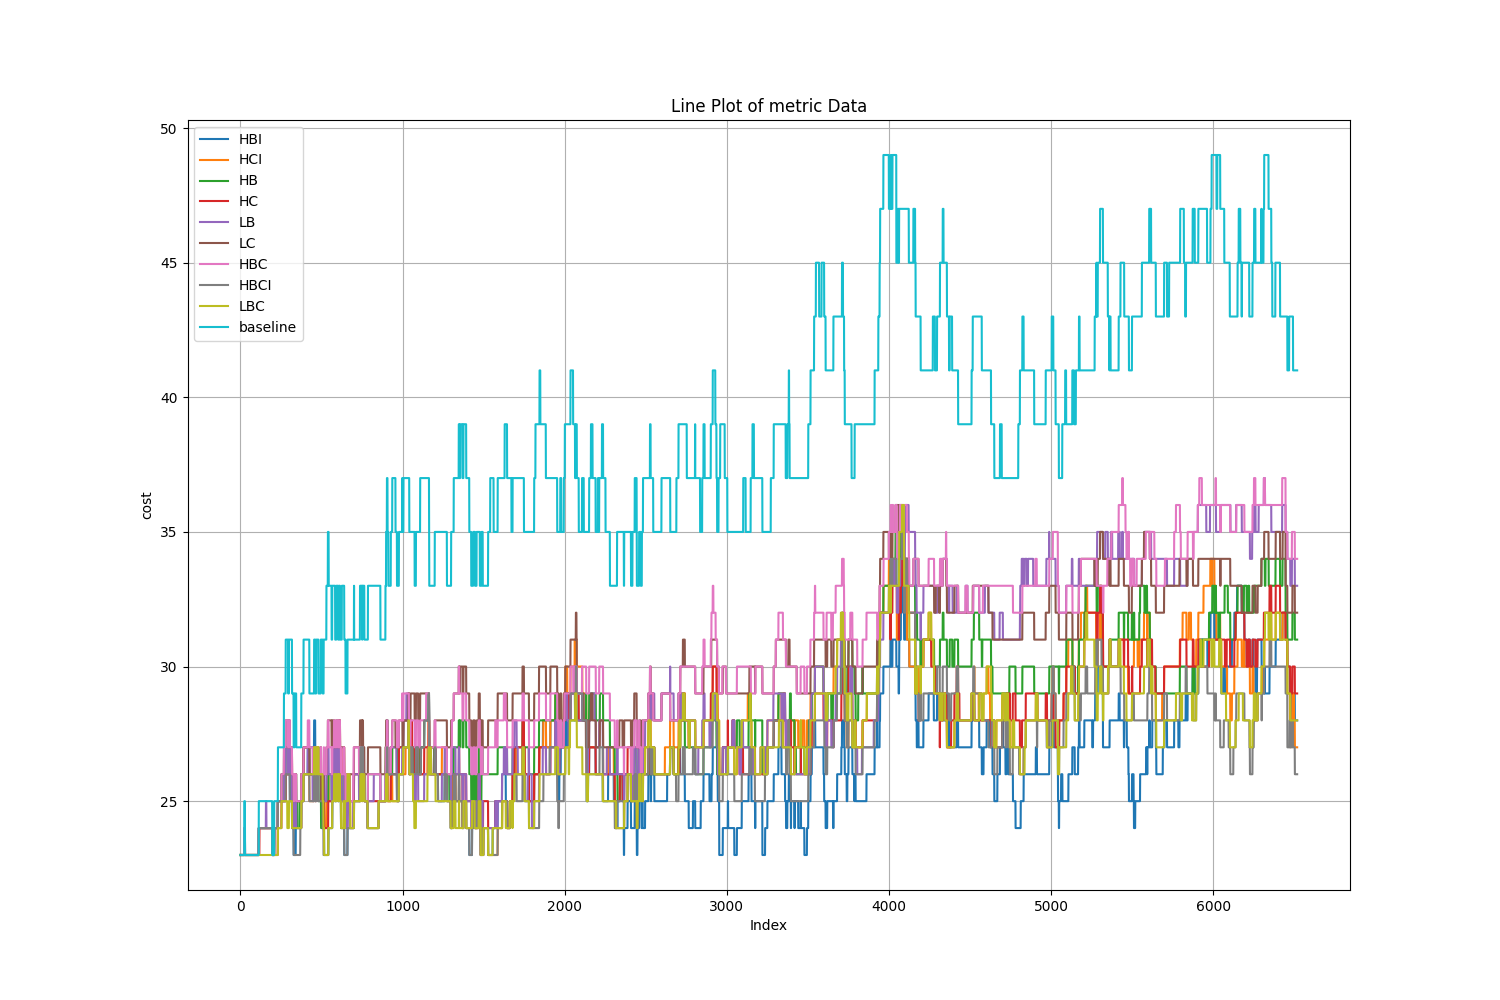 Line Plot of metric Data
50
45
40
35
30
25
cost
HBI
HCI
HB
HC
LB
LC
HBC
HBCI
LBC
baseline
0
1000
2000
3000
4000
5000
6000
Index